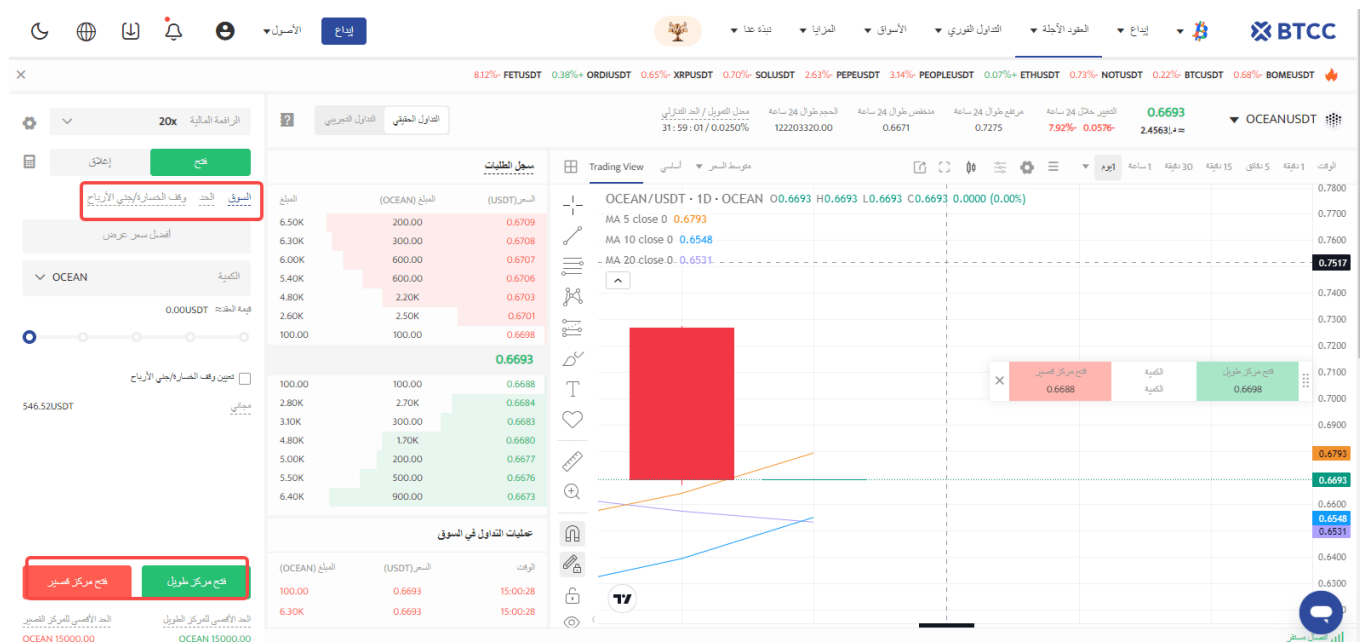 BTCC
إيداع
العقود الآجلة
التداول الفوري
الأسواق
المزايا
نبذة عنا
إيداع
الأصول
BOMEUSDT -0.68%
BTCUSDT -0.22%
NOTUSDT -0.73%
ETHUSDT +0.07%
PEOPLEUSDT -3.14%
PEPEUSDT -2.63%
SOLUSDT -0.70%
XRPUSDT -0.65%
ORDIUSDT +0.38%
FETUSDT -8.12%
OCEANUSDT
0.6693
≈د.إ2.4563
التغيير خلال 24 ساعة
-0.0576 -7.92%
مرتفع طوال 24 ساعة
0.7275
منخفض طوال 24 ساعة
0.6671
الحجم طوال 24 ساعة
122203320.00
معدل التمويل / العد التنازلي
0.0250% / 31 : 59 : 01
التداول الحقيقي
التداول التجريبي
الرافعة المالية 20x
فتح
إغلاق
السوق
الحد
وقف الخسارة/جني الأرباح
أفضل سعر عرض
الكمية
OCEAN
قيمة العقد≈ 0.00USDT
تعيين وقف الخسارة/جني الأرباح
مجاني
546.52USDT
فتح مركز طويل
فتح مركز قصير
الحد الأقصى للمركز الطويل
الحد الأقصى للمركز القصير
OCEAN 15000.00
OCEAN 15000.00
سجل الطلبات
السعر(USDT) المبلغ (OCEAN) المبلغ
0.6709 200.00 6.50K
0.6708 300.00 6.30K
0.6707 600.00 6.00K
0.6706 600.00 5.40K
0.6703 2.20K 4.80K
0.6701 2.50K 2.60K
0.6698 100.00 100.00
0.6693
0.6688 100.00 100.00
0.6684 2.70K 2.80K
0.6683 300.00 3.10K
0.6680 1.70K 4.80K
0.6677 200.00 5.00K
0.6676 500.00 5.50K
0.6673 900.00 6.40K
عمليات التداول في السوق
الوقت السعر(USDT) المبلغ (OCEAN)
15:00:28 0.6693 100.00
15:00:28 0.6693 6.30K
الوقت
1 دقيقة
5 دقائق
15 دقيقة
30 دقيقة
1 ساعة
1يوم
متوسط السعر
أساسي
Trading View
OCEAN/USDT · 1D · OCEAN O0.6693 H0.6693 L0.6693 C0.6693 0.0000 (0.00%)
MA 5 close 0 0.6793
MA 10 close 0 0.6548
MA 20 close 0 0.6531
فتح مركز طويل
0.6698
الكمية
الكمية
فتح مركز قصير
0.6688
0.7800
0.7700
0.7600
0.7517
0.7400
0.7300
0.7200
0.7100
0.7000
0.6900
0.6793
0.6693
0.6600
0.6548
0.6531
0.6400
0.6300
اتصال مستقر